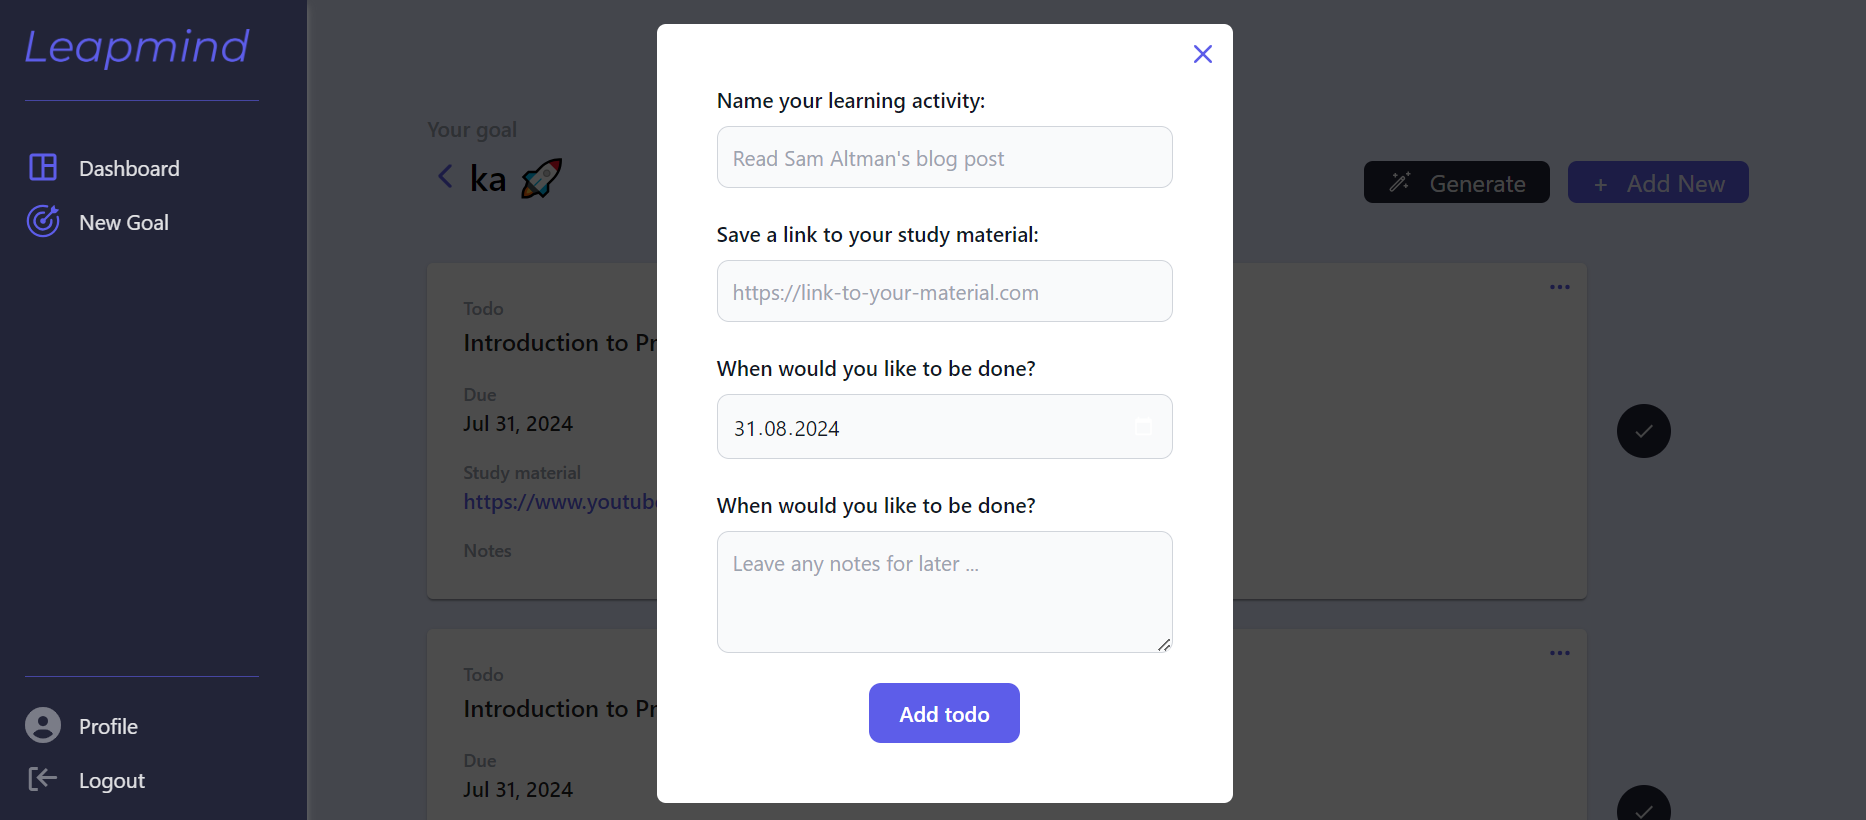 Leapmind
Dashboard
New Goal
Profile
Logout
Your goal
ka 🚀
Generate
+ Add New
Todo
Introduction to
Due
Jul 31, 2024
Study material
https://www.youtube
Notes
Todo
Introduction to
Due
Jul 31, 2024
Name your learning activity:
Read Sam Altman's blog post
Save a link to your study material:
https://link-to-your-material.com
When would you like to be done?
31.08.2024
When would you like to be done?
Leave any notes for later ...
Add todo